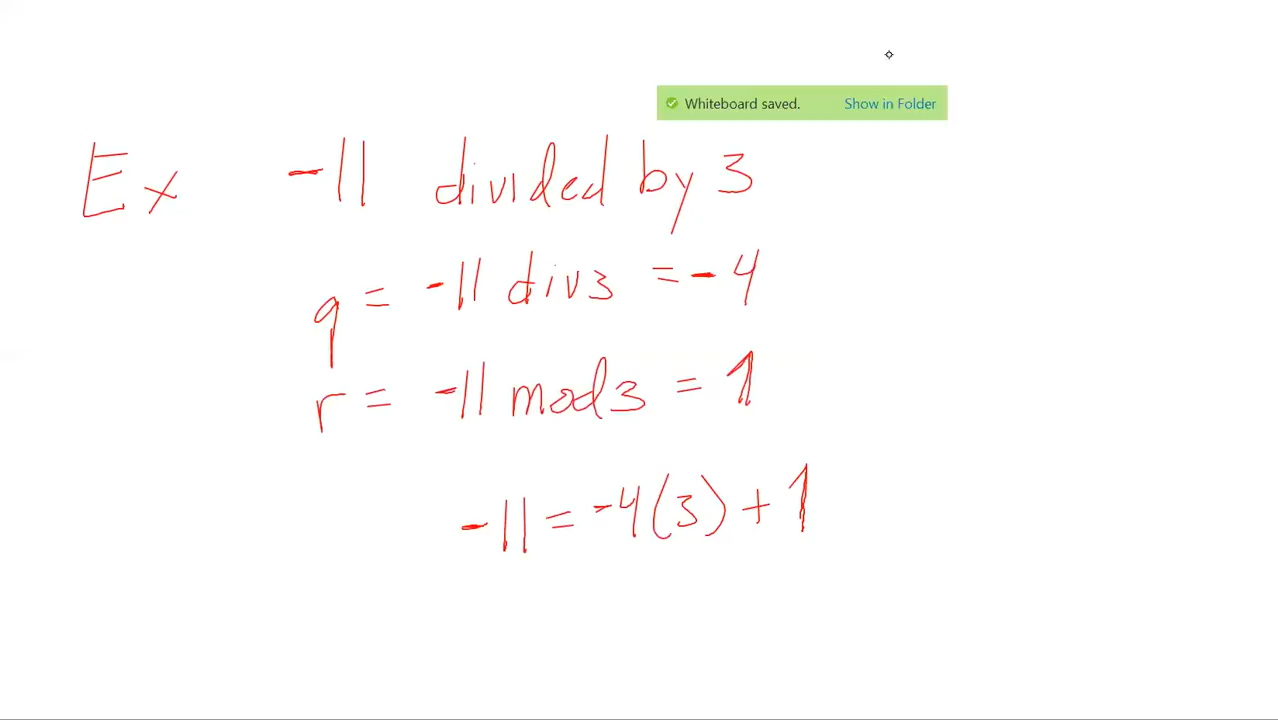 Whiteboard saved. Show in Folder
Ex -11 divided by 3
q = -11 div 3 = -4
r = -11 mod 3 = 1
-11 = -4(3) + 1